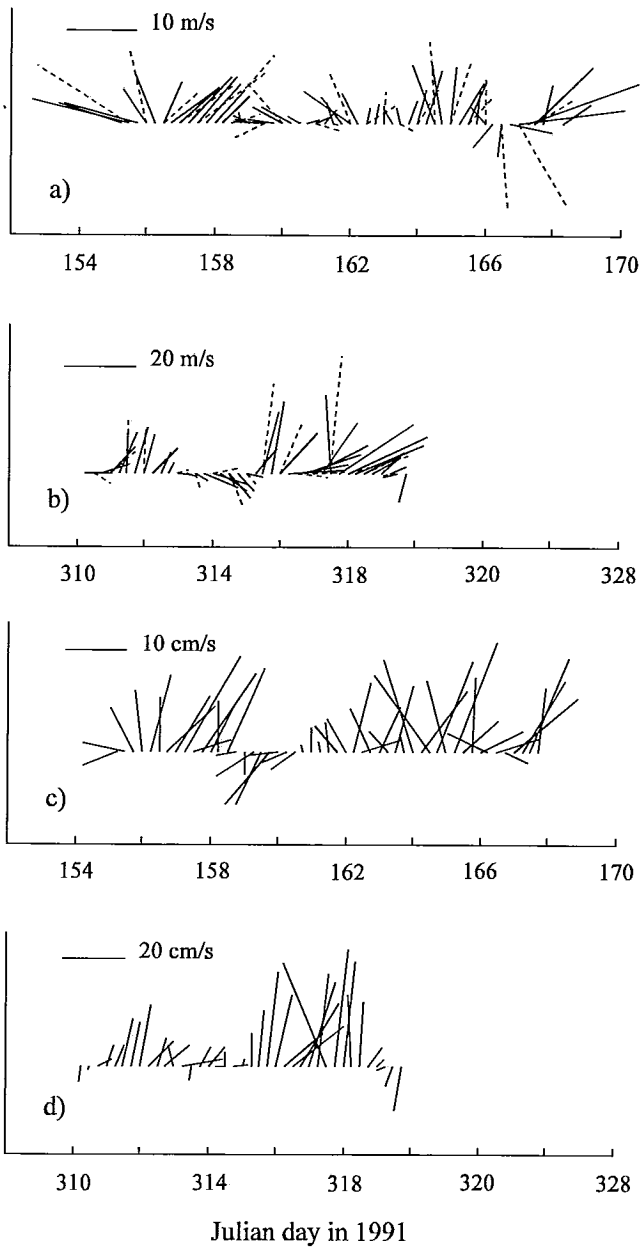 10 m/s
a)
154 158 162 166 170
20 m/s
b)
310 314 318 320 328
10 cm/s
c)
154 158 162 166 170
20 cm/s
d)
310 314 318 320 328
Julian day in 1991